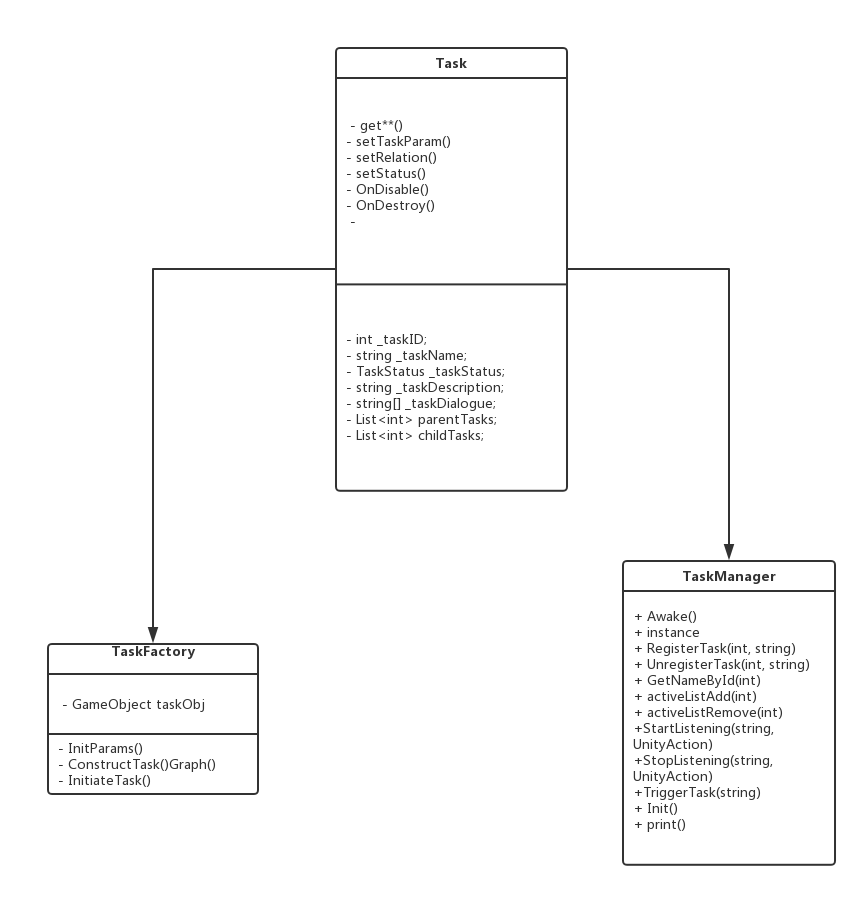 Task
- get**()
- setTaskParam()
- setRelation()
- setStatus()
- OnDisable()
- OnDestroy()
-
- int _taskID;
- string _taskName;
- TaskStatus _taskStatus;
- string _taskDescription;
- string[] _taskDialogue;
- List<int> parentTasks;
- List<int> childTasks;
TaskFactory
- GameObject taskObj
- InitParams()
- ConstructTask()Graph()
- InitiateTask()
TaskManager
+ Awake()
+ instance
+ RegisterTask(int, string)
+ UnregisterTask(int, string)
+ GetNameById(int)
+ activeListAdd(int)
+ activeListRemove(int)
+StartListening(string,
UnityAction)
+StopListening(string,
UnityAction)
+TriggerTask(string)
+ Init()
+ print()